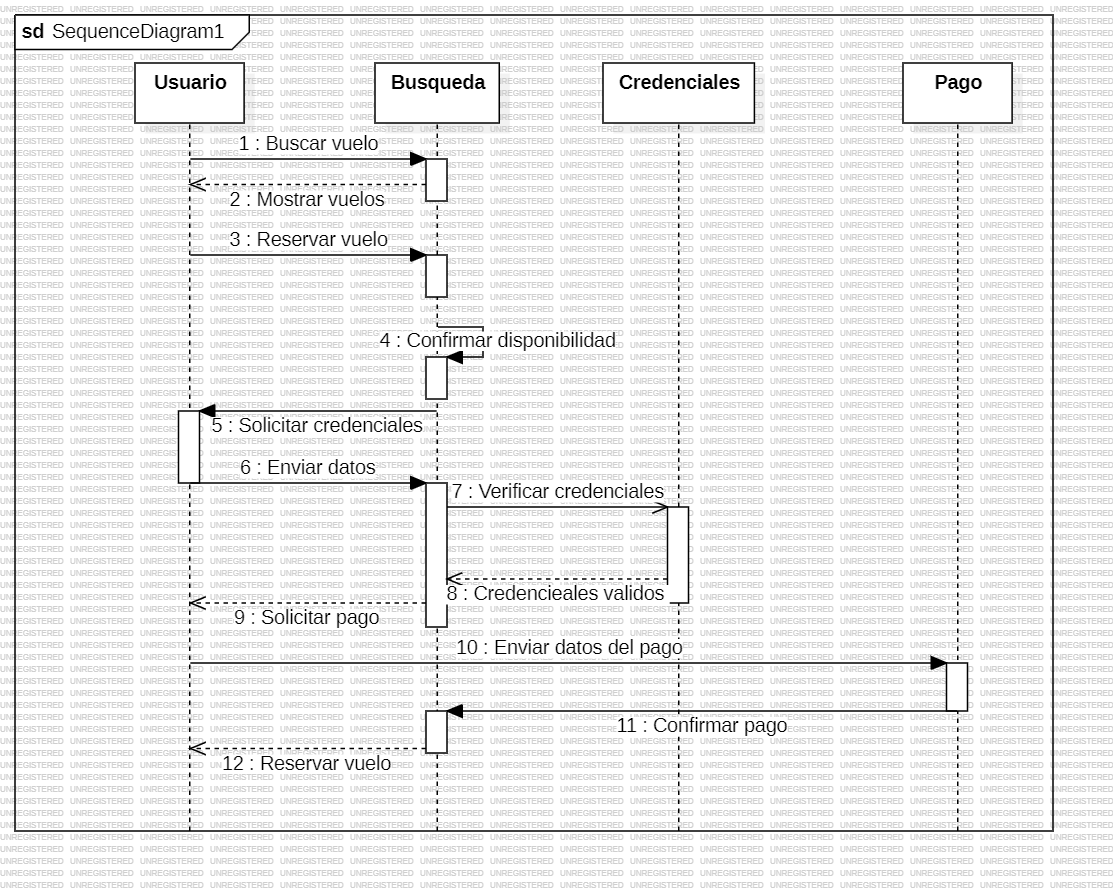 sd SequenceDiagram1
Usuario
Busqueda
Credenciales
Pago
1 : Buscar vuelo
2 : Mostrar vuelos
3 : Reservar vuelo
4 : Confirmar disponibilidad
5 : Solicitar credenciales
6 : Enviar datos
7 : Verificar credenciales
8 : Credencieales validos
9 : Solicitar pago
10 : Enviar datos del pago
11 : Confirmar pago
12 : Reservar vuelo
UNREGISTERED